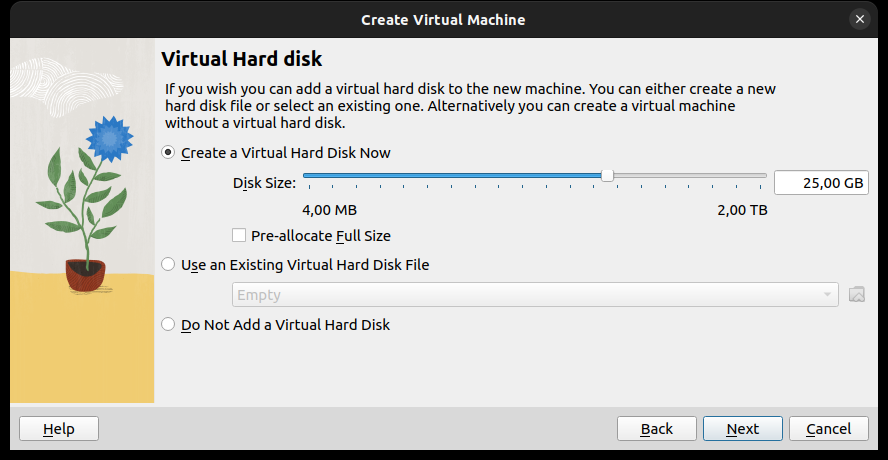 Create Virtual Machine
Virtual Hard disk
If you wish you can add a virtual hard disk to the new machine. You can either create a new
hard disk file or select an existing one. Alternatively you can create a virtual machine
without a virtual hard disk.
Create a Virtual Hard Disk Now
Disk Size:
25,00 GB
4,00 MB
2,00 TB
Pre-allocate Full Size
Use an Existing Virtual Hard Disk File
Empty
Do Not Add a Virtual Hard Disk
Help
Back
Next
Cancel